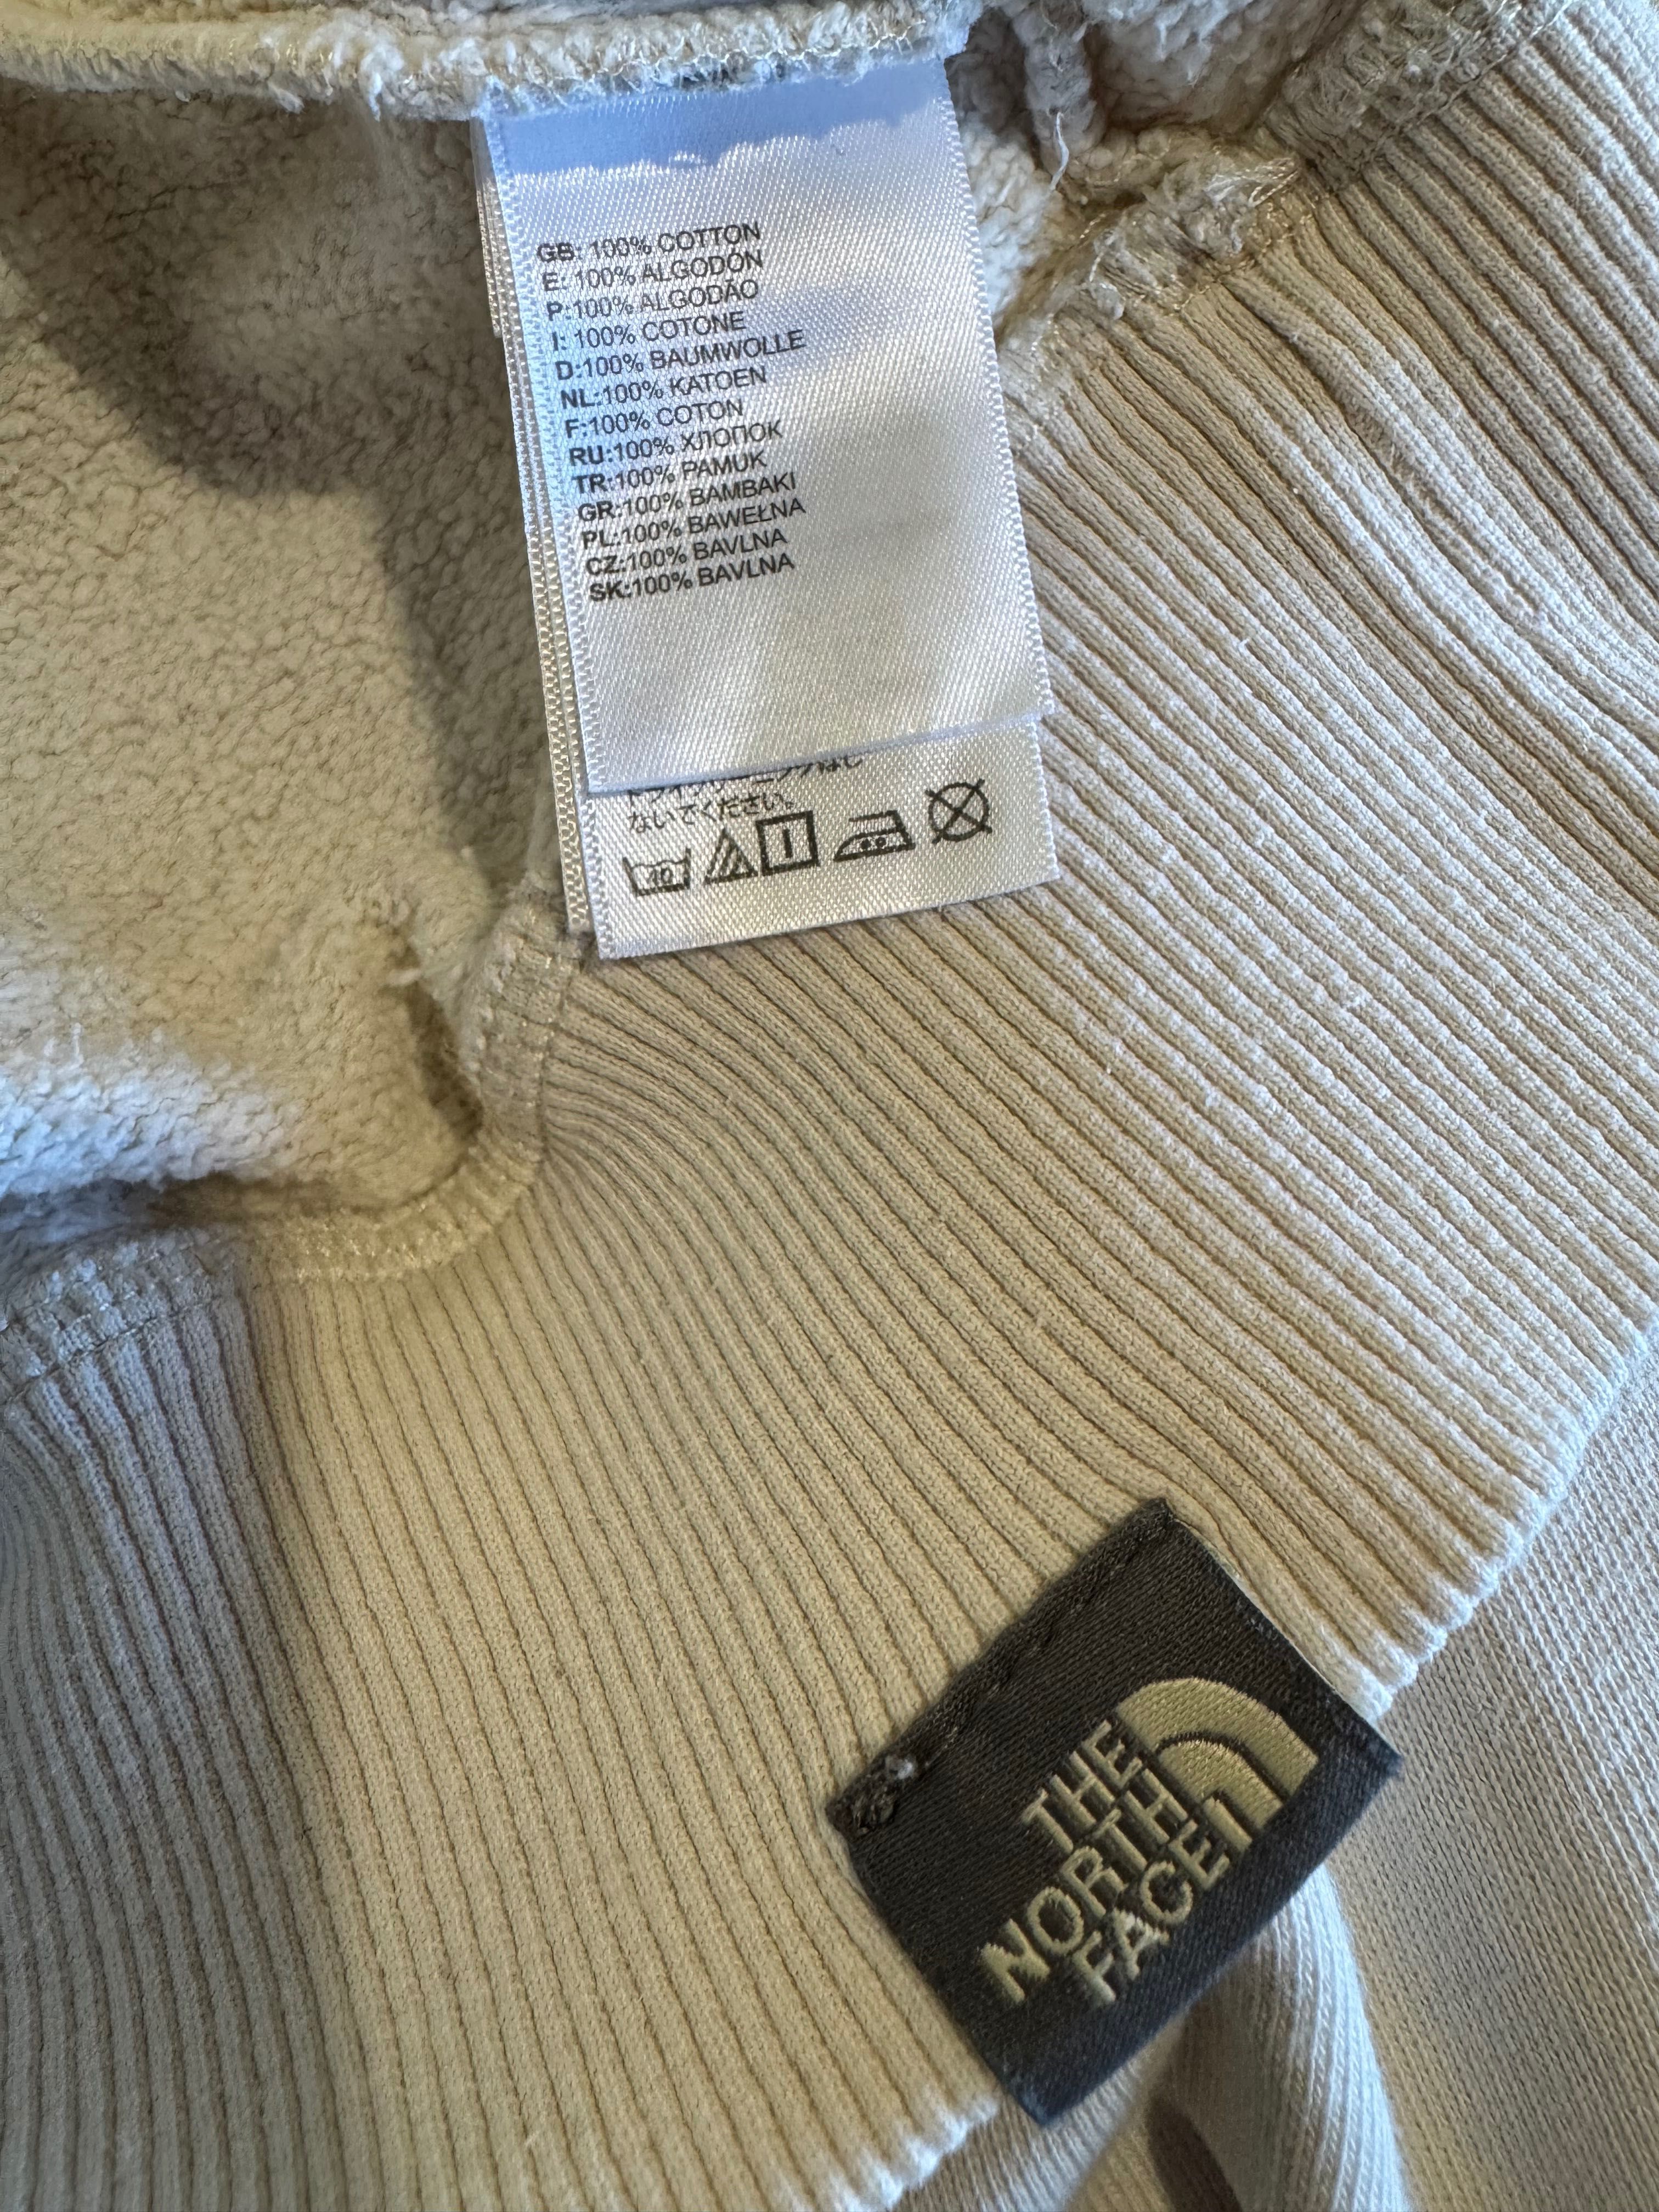 GB: 100% COTTON
E: 100% ALGODÓN
P:100% ALGODÃO
I: 100% COTONE
D:100% BAUMWOLLE
NL:100% KATOEN
F:100% COTON
RU:100% ХЛОПОК
TR:100% PAMUK
GR:100% BAMBAKI
PL:100% BAWEŁNA
CZ:100% BAVLNA
SK:100% BAVLNA
ないでください。
40
THE
NORTH
FACE